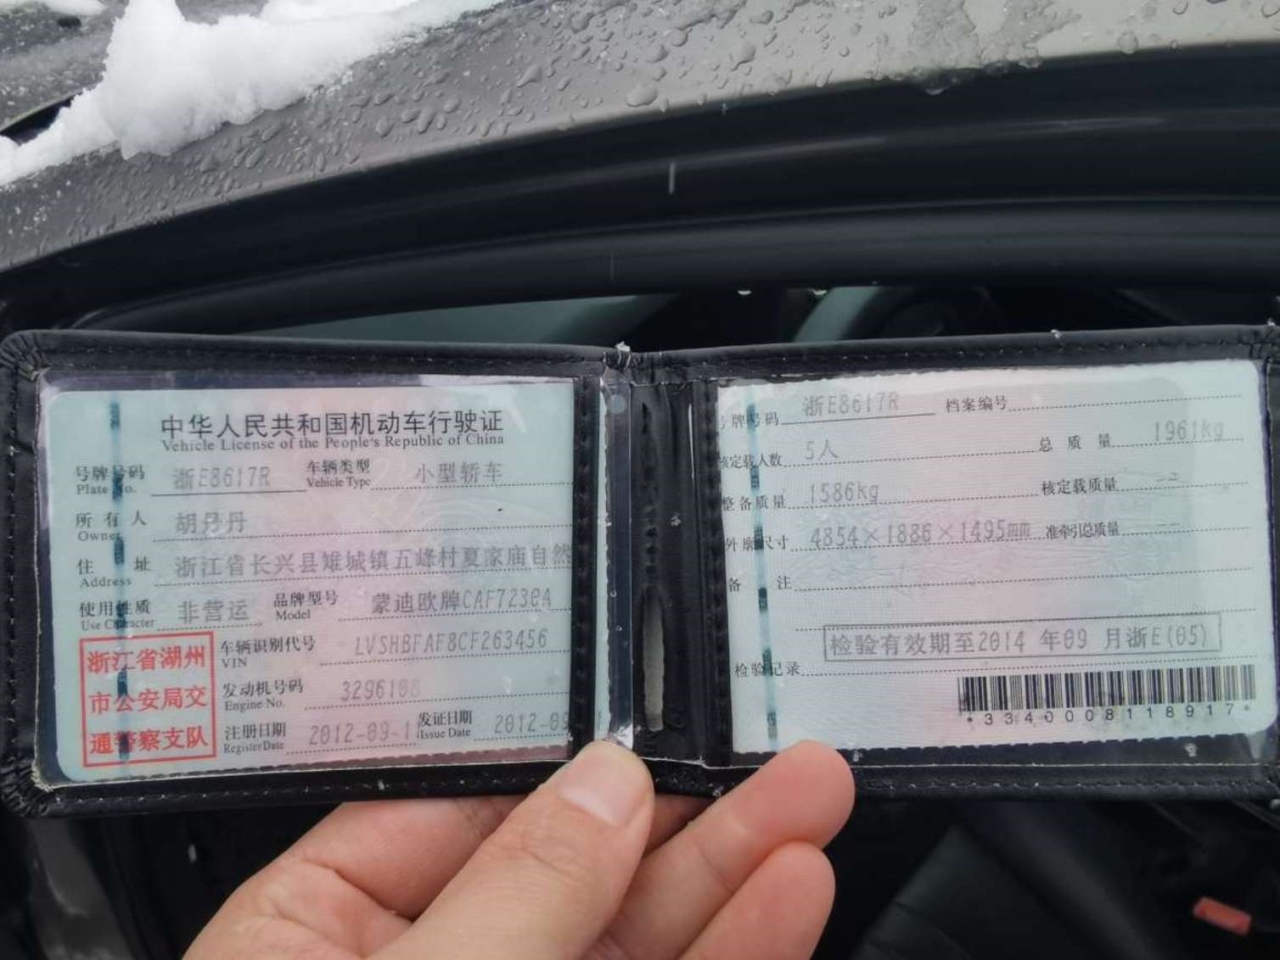 中华人民共和国机动车行驶证
Vehicle License of the People's Republic of China
号牌号码 浙E8617R 车辆类型 小型轿车
Plate No. Vehicle Type
所有人 胡丹
Owner
住址 浙江省长兴县雉城镇五峰村夏家庙自然
Address
使用性质 非营运 品牌型号 蒙迪欧牌CAF7230A
Use Character Model
浙江省湖州
市公安局交
通警察支队
车辆识别代号 LVSHBFAF8CF263456
VIN
发动机号码 3296188
Engine No.
注册日期 2012-09-11 发证日期 2012-09
Register Date Issue Date
号牌号码 浙E8617R 档案编号
核定载人数 5人 总质量 1961kg
整备质量 1586kg 核定载质量 --
外廓尺寸 4854×1886×1495mm 准牵引总质量 --
备注
检验有效期至2014 年09 月浙E(05)
检验记录
*3340008118917*